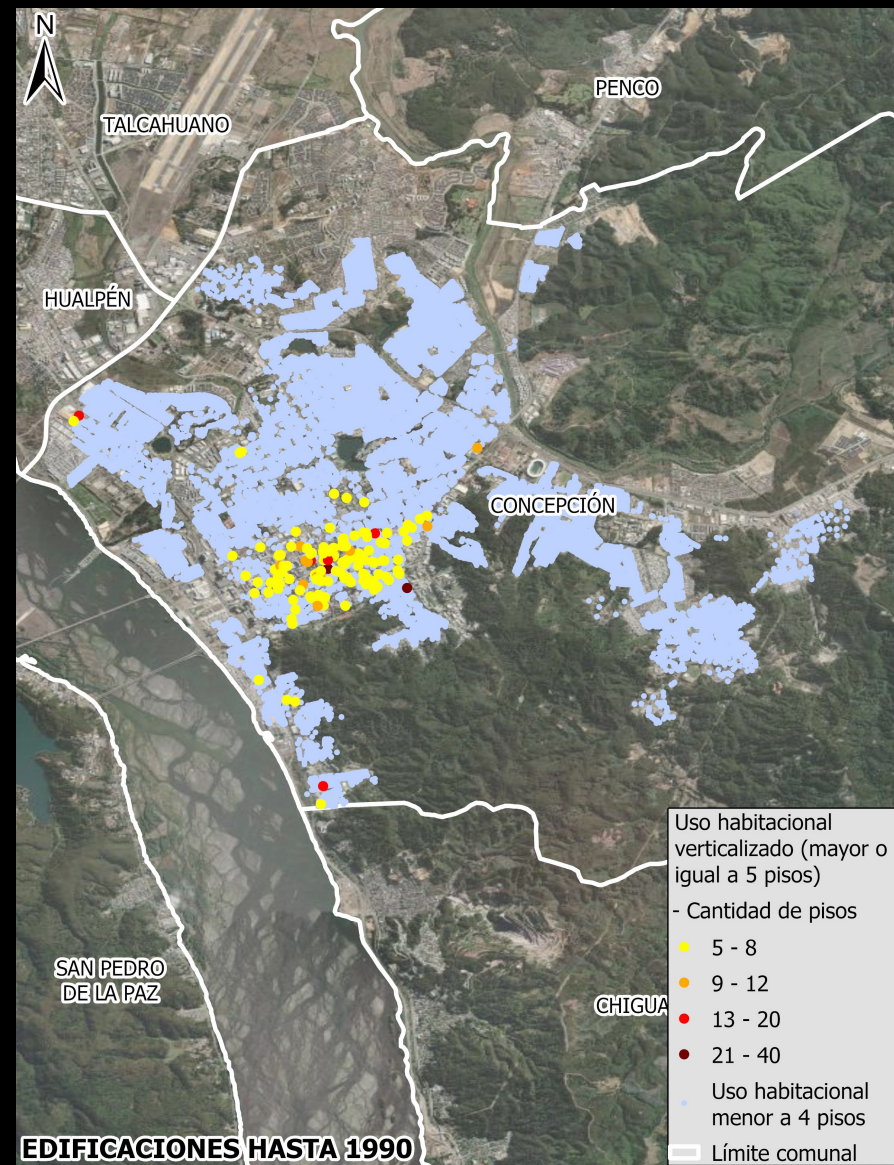 N
PENCO
TALCAHUANO
HUALPÉN
CONCEPCIÓN
SAN PEDRO
DE LA PAZ
CHIGUA
Uso habitacional
verticalizado (mayor o
igual a 5 pisos)
- Cantidad de pisos
5 - 8
9 - 12
13 - 20
21 - 40
Uso habitacional
menor a 4 pisos
Límite comunal
EDIFICACIONES HASTA 1990